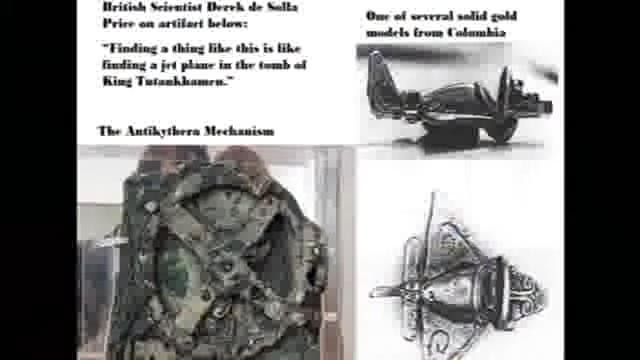 British Scientist Derek de Solla
Price on artifact below:
"Finding a thing like this is like
finding a jet plane in the tomb of
King Tutankhamen."
The Antikythera Mechanism
One of several solid gold
models from Columbia